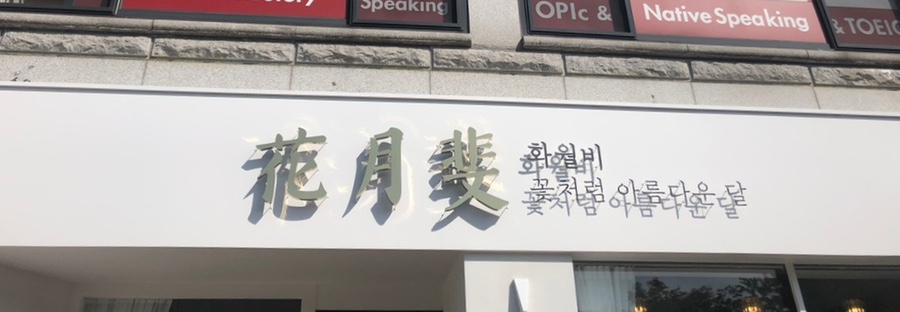 Speaking
OPIc &
Native Speaking
& TOEIC
花月斐
화월비
꽃처럼 아름다운 달